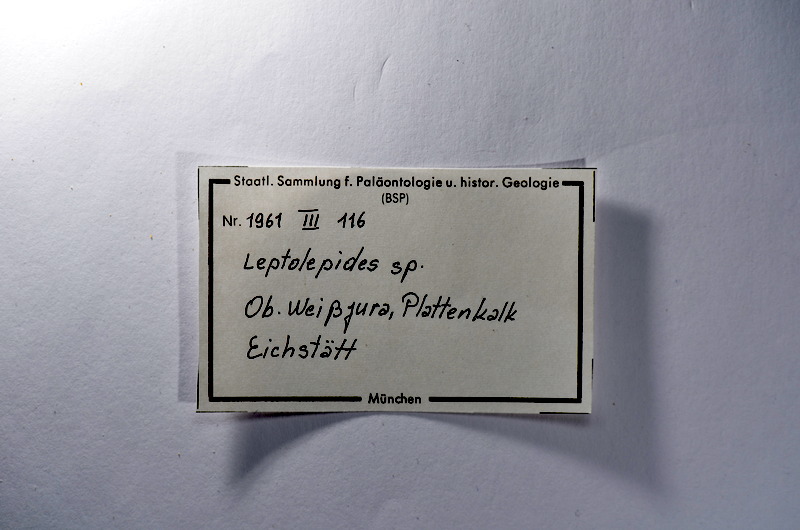 Staatl. Sammlung f. Paläontologie u. histor. Geologie
(BSP)
Nr. 1961 III 116
Leptolepides sp.
Ob. Weißjura, Plattenkalk
Eichstätt
München